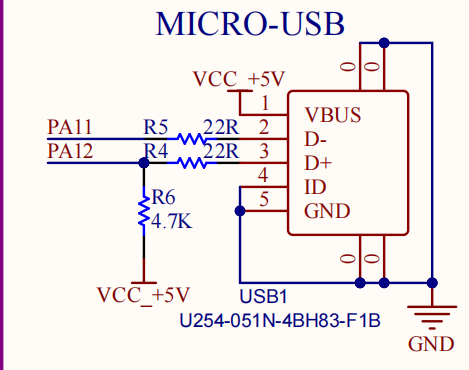 MICRO-USB
VCC_+5V
0 0
1 VBUS
PA11 R5 22R 2 D-
PA12 R4 22R 3 D+
4 ID
R6 5 GND
4.7K
0 0
VCC_+5V USB1
U254-051N-4BH83-F1B
GND